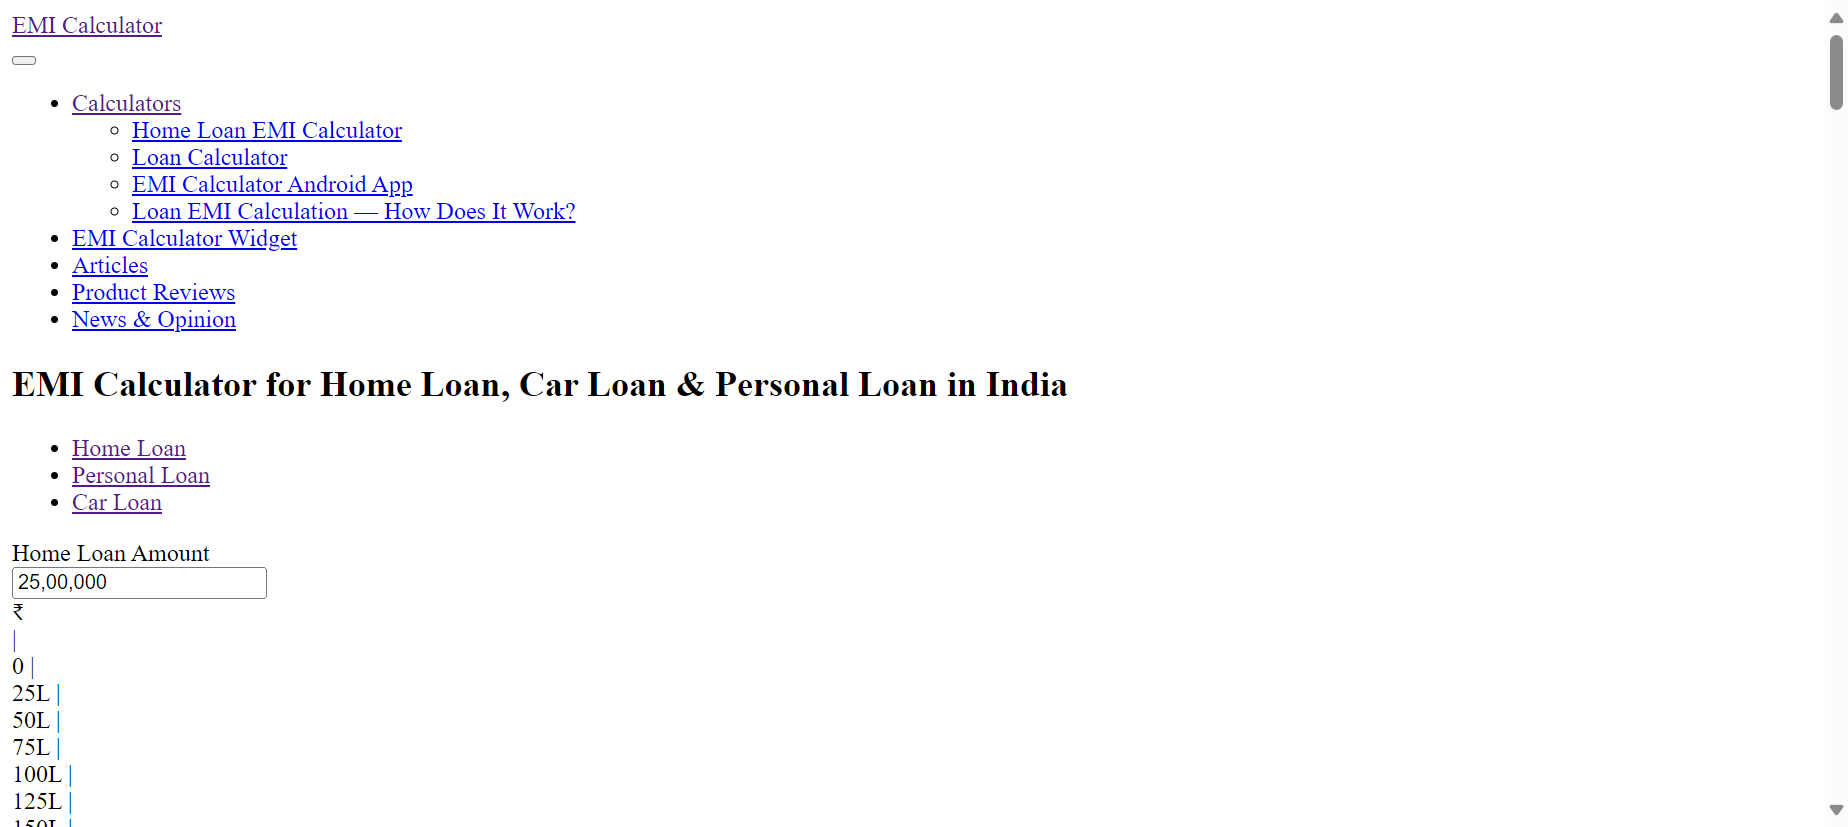 EMI Calculator
Calculators
Home Loan EMI Calculator
Loan Calculator
EMI Calculator Android App
Loan EMI Calculation — How Does It Work?
EMI Calculator Widget
Articles
Product Reviews
News & Opinion
EMI Calculator for Home Loan, Car Loan & Personal Loan in India
Home Loan
Personal Loan
Car Loan
Home Loan Amount
25,00,000
₹
|
0 |
25L |
50L |
75L |
100L |
125L |
150L |